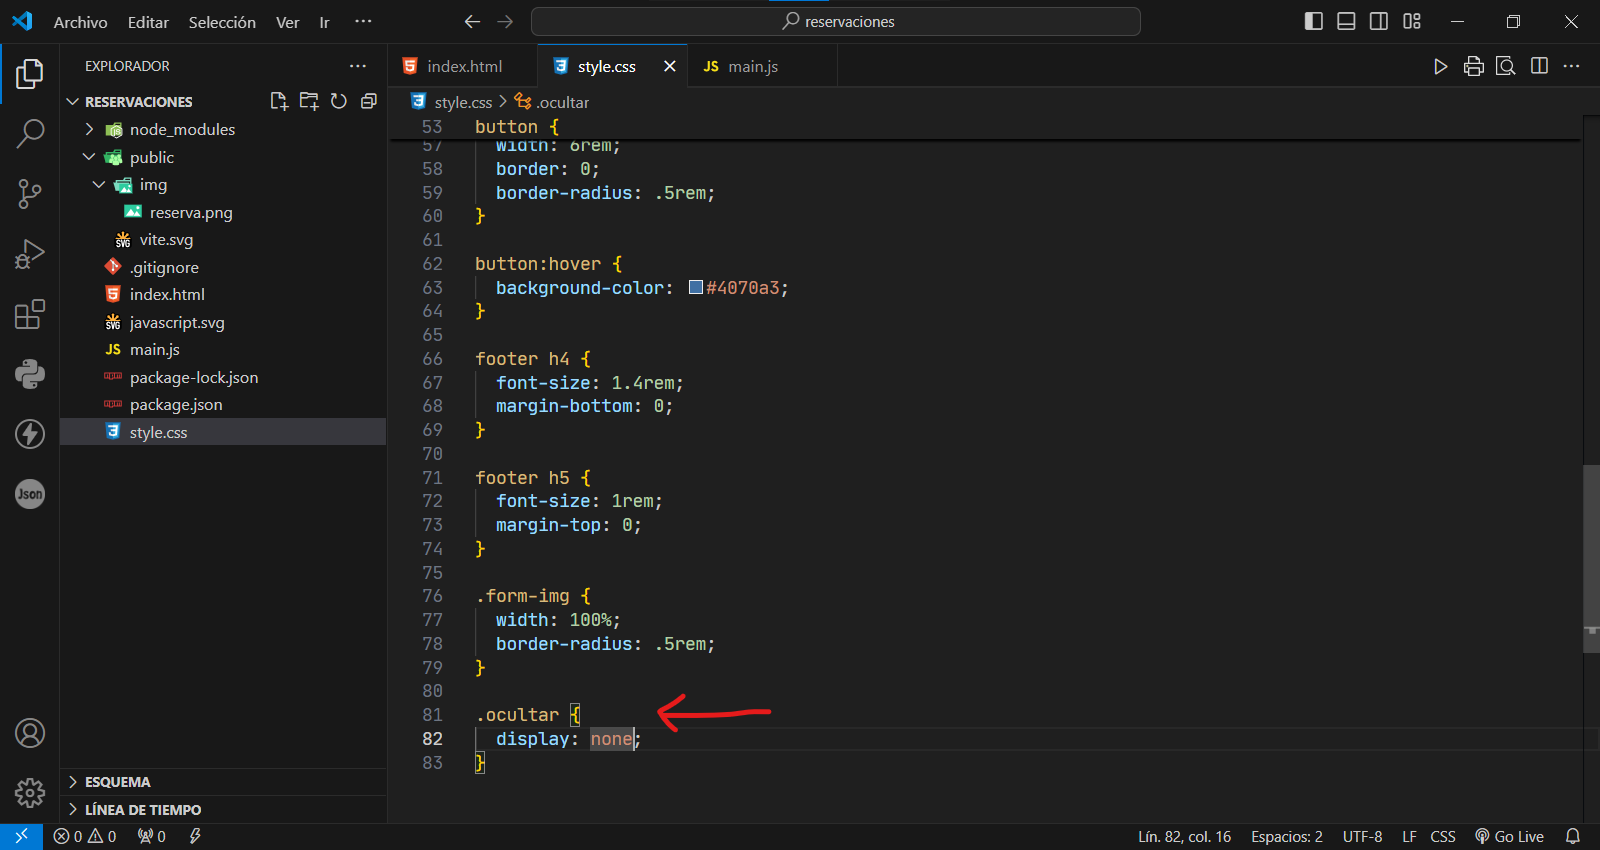 Archivo Editar Selección Ver Ir ···
reservaciones
EXPLORADOR ···
RESERVACIONES
node_modules
public
img
reserva.png
vite.svg
.gitignore
index.html
javascript.svg
main.js
package-lock.json
package.json
style.css
ESQUEMA
LÍNEA DE TIEMPO
Json
index.html style.css JS main.js
style.css > .ocultar
53 button {
57 width: 6rem;
58 border: 0;
59 border-radius: .5rem;
60 }
61
62 button:hover {
63 background-color: #4070a3;
64 }
65
66 footer h4 {
67 font-size: 1.4rem;
68 margin-bottom: 0;
69 }
70
71 footer h5 {
72 font-size: 1rem;
73 margin-top: 0;
74 }
75
76 .form-img {
77 width: 100%;
78 border-radius: .5rem;
79 }
80
81 .ocultar {
82 display: none;
83 }
0 0 0
Lín. 82, col. 16 Espacios: 2 UTF-8 LF CSS Go Live